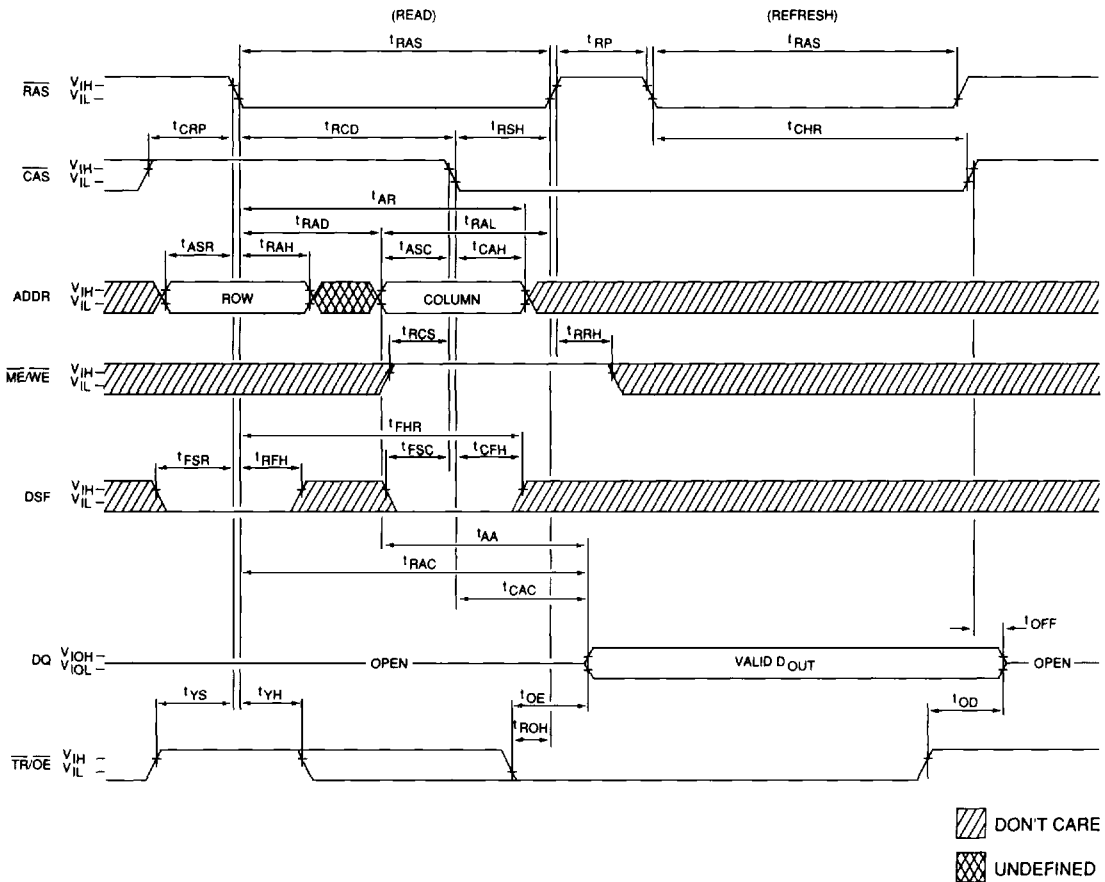 (READ) (REFRESH)
tRAS tRP tRAS
RAS VIH VIL
tCRP tRCD tRSH tCHR
CAS VIH VIL
tAR
tRAD tRAL
tASR tRAH tASC tCAH
ADDR VIH VIL ROW COLUMN
tRCS tRRH
ME/WE VIH VIL
tFHR
tFSR tRFH tFSC tCFH
DSF VIH VIL
tAA
tRAC
tCAC
tOFF
DQ VIOH VIOL OPEN VALID DOUT OPEN
tYS tYH tOE tOD
tROH
TR/OE VIH VIL
DON'T CARE
UNDEFINED